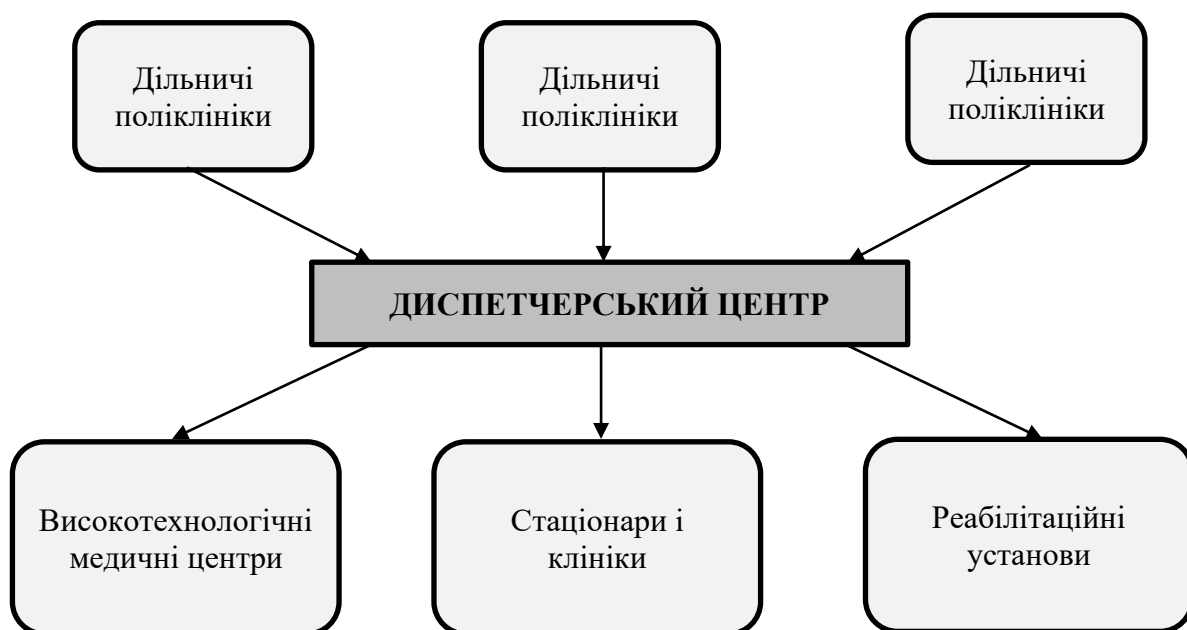 Дільничі
поліклініки
Дільничі
поліклініки
Дільничі
поліклініки
ДИСПЕТЧЕРСЬКИЙ ЦЕНТР
Високотехнологічні
медичні центри
Стаціонари і
клініки
Реабілітаційні
установи